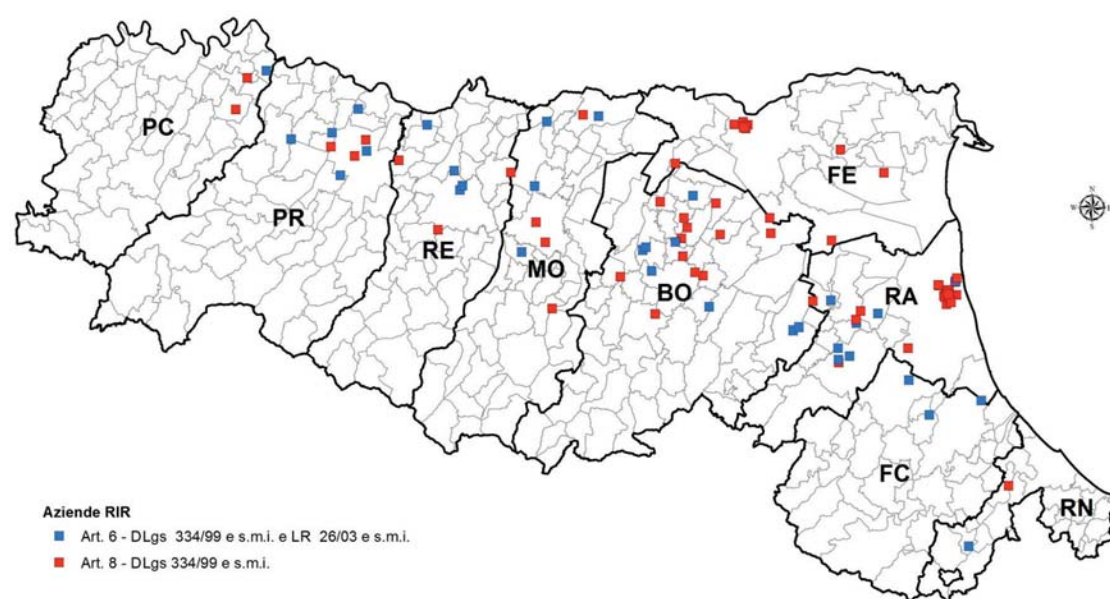 PC
PR
RE
MO
BO
FE
RA
FC
RN
N
W
E
S
Aziende RIR
Art. 6 - DLgs 334/99 e s.m.i. e LR 26/03 e s.m.i.
Art. 8 - DLgs 334/99 e s.m.i.